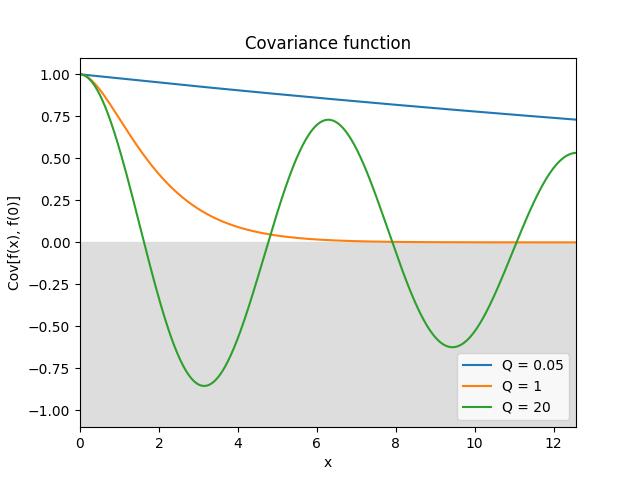 Covariance function
1.00
0.75
0.50
0.25
0.00
−0.25
−0.50
−0.75
−1.00
Cov[f(x), f(0)]
Q = 0.05
Q = 1
Q = 20
0 2 4 6 8 10 12
x